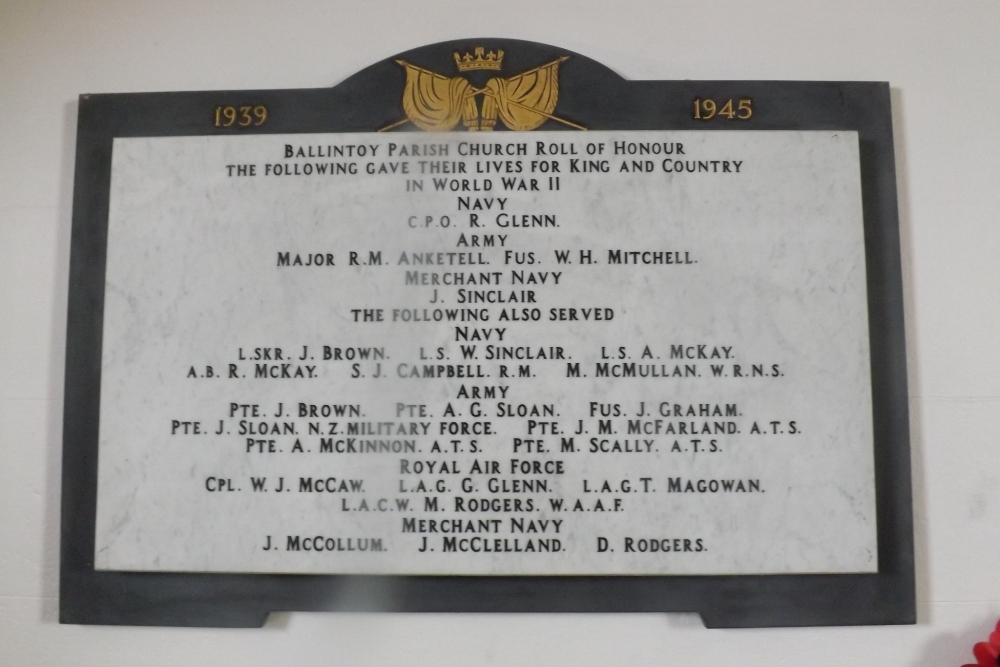 1939 1945
BALLINTOY PARISH CHURCH ROLL OF HONOUR
THE FOLLOWING GAVE THEIR LIVES FOR KING AND COUNTRY
IN WORLD WAR II
NAVY
C.P.O. R. GLENN.
ARMY
MAJOR R.M. ANKETELL. FUS. W. H. MITCHELL.
MERCHANT NAVY
J. SINCLAIR
THE FOLLOWING ALSO SERVED
NAVY
L.SKR. J. BROWN. L.S. W. SINCLAIR. L.S. A. MCKAY.
A.B. R. MCKAY. S. J. CAMPBELL. R.M. M. MCMULLAN. W.R.N.S.
ARMY
PTE. J. BROWN. PTE. A. G. SLOAN. FUS. J. GRAHAM.
PTE. J. SLOAN. N.Z. MILITARY FORCE. PTE. J. M. MCFARLAND. A.T.S.
PTE. A. MCKINNON. A.T.S. PTE. M. SCALLY. A.T.S.
ROYAL AIR FORCE
CPL. W. J. MCCAW. L.A.G. G. GLENN. L.A.G.T. MAGOWAN.
L.A.C.W. M. RODGERS. W.A.A.F.
MERCHANT NAVY
J. MCCOLLUM. J. MCCLELLAND. D. RODGERS.